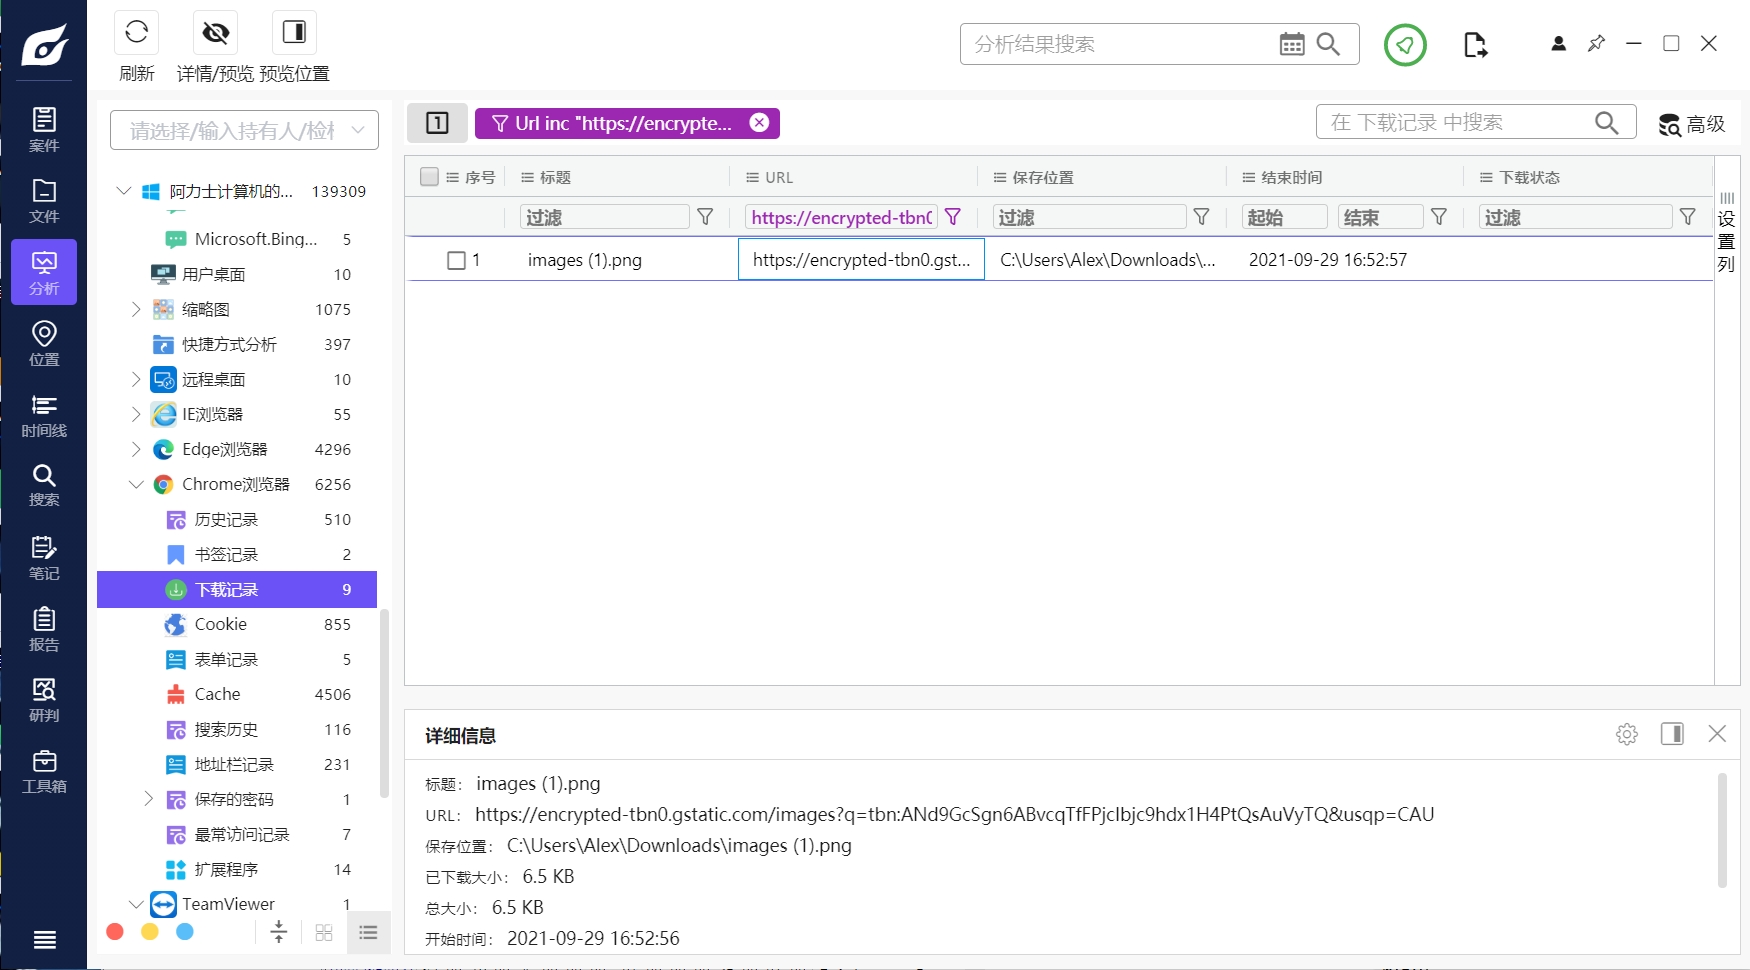 刷新
详情/预览
预览位置
分析结果搜索
案件
文件
分析
位置
时间线
搜索
笔记
报告
研判
工具箱
请选择/输入持有人/检材
阿力士计算机的... 139309
Microsoft.Bing... 5
用户桌面 10
缩略图 1075
快捷方式分析 397
远程桌面 10
IE浏览器 55
Edge浏览器 4296
Chrome浏览器 6256
历史记录 510
书签记录 2
下载记录 9
Cookie 855
表单记录 5
Cache 4506
搜索历史 116
地址栏记录 231
保存的密码 1
最常访问记录 7
扩展程序 14
TeamViewer 1
1 Url inc "https://encrypte...
在 下载记录 中搜索
高级
序号 标题 URL 保存位置 结束时间 下载状态
过滤 https://encrypted-tbn0 过滤 起始 结束 过滤
1 images (1).png https://encrypted-tbn0.gst... C:\Users\Alex\Downloads\... 2021-09-29 16:52:57
设置列
详细信息
标题: images (1).png
URL: https://encrypted-tbn0.gstatic.com/images?q=tbn:ANd9GcSgn6ABvcqTfFPjcIbjc9hdx1H4PtQsAuVyTQ&usqp=CAU
保存位置: C:\Users\Alex\Downloads\images (1).png
已下载大小: 6.5 KB
总大小: 6.5 KB
开始时间: 2021-09-29 16:52:56